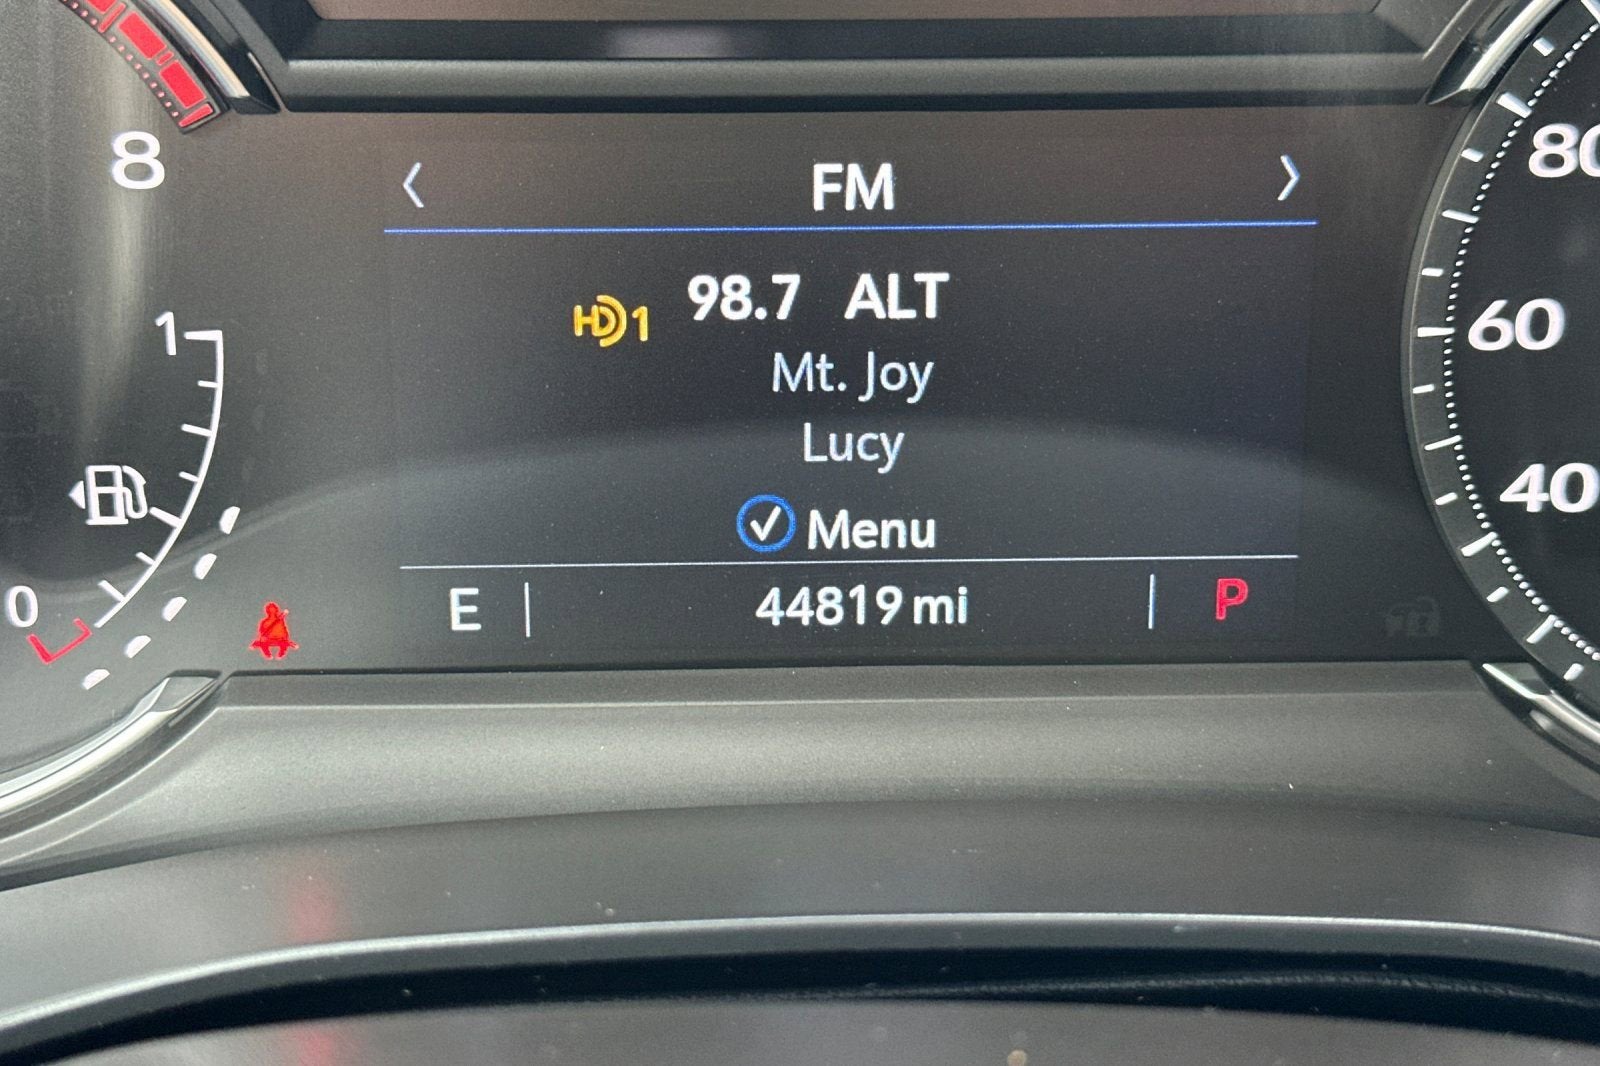 8
FM
80
98.7 ALT
HD1
1
60
Mt. Joy
Lucy
40
Menu
0
E
44819 mi
P